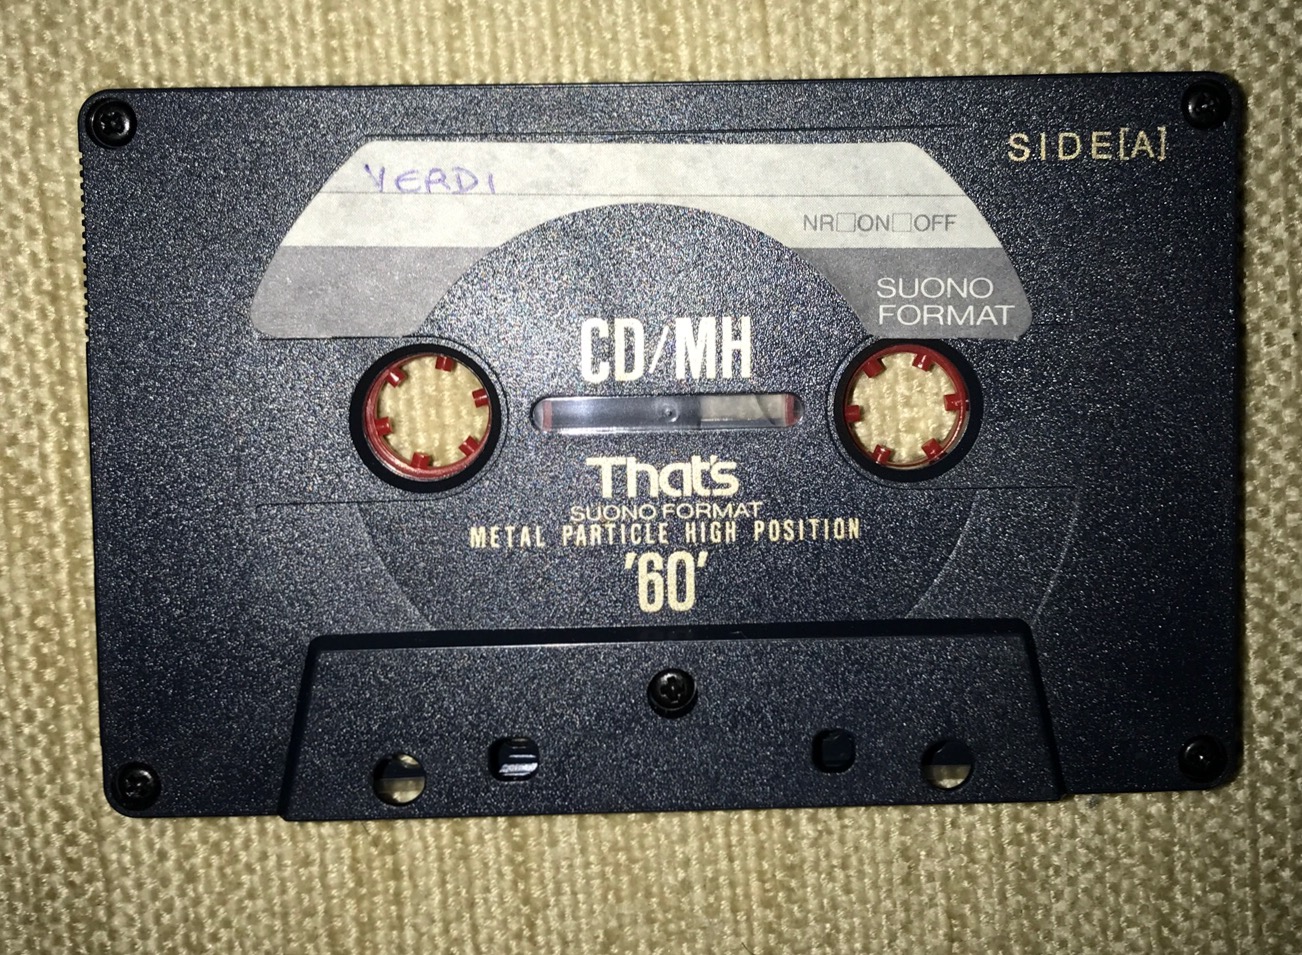 SIDE[A]
VERDI
NR□ON□OFF
SUONO
FORMAT
CD/MH
That's
SUONO FORMAT
METAL PARTICLE HIGH POSITION
'60'